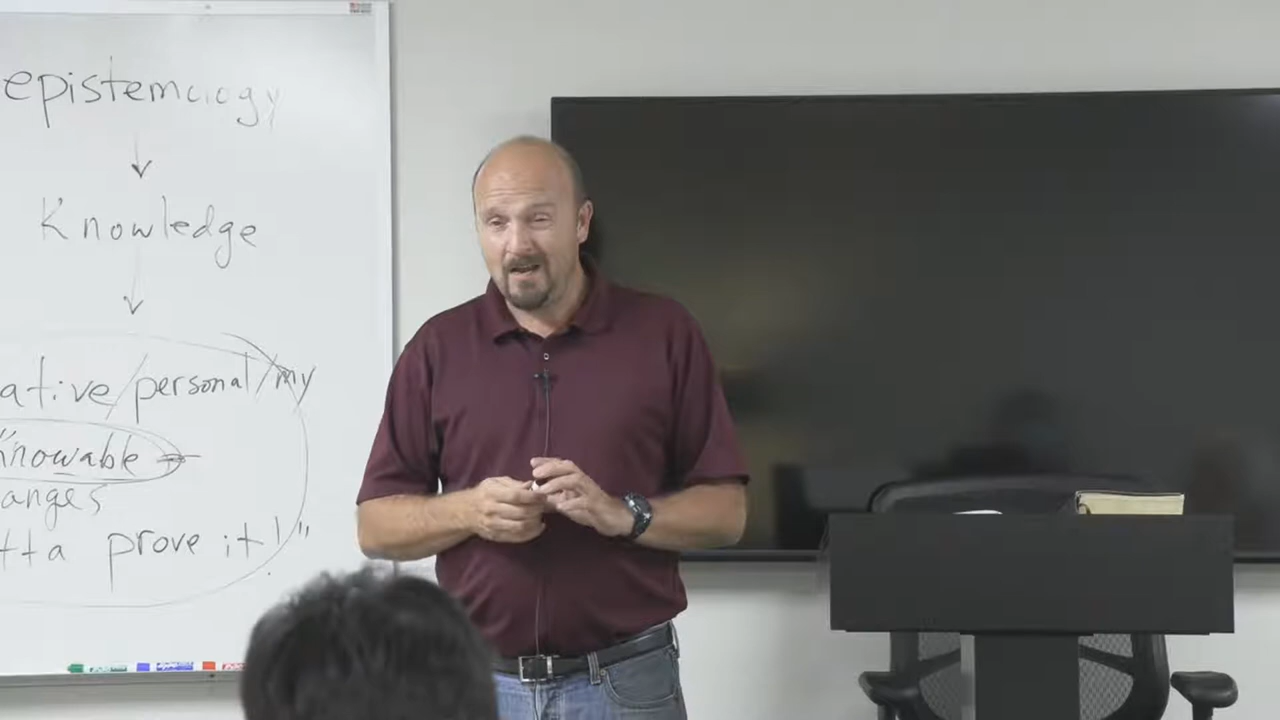 epistemology
Knowledge
ative/personal/my
"Knowable
anges
tta prove it!"